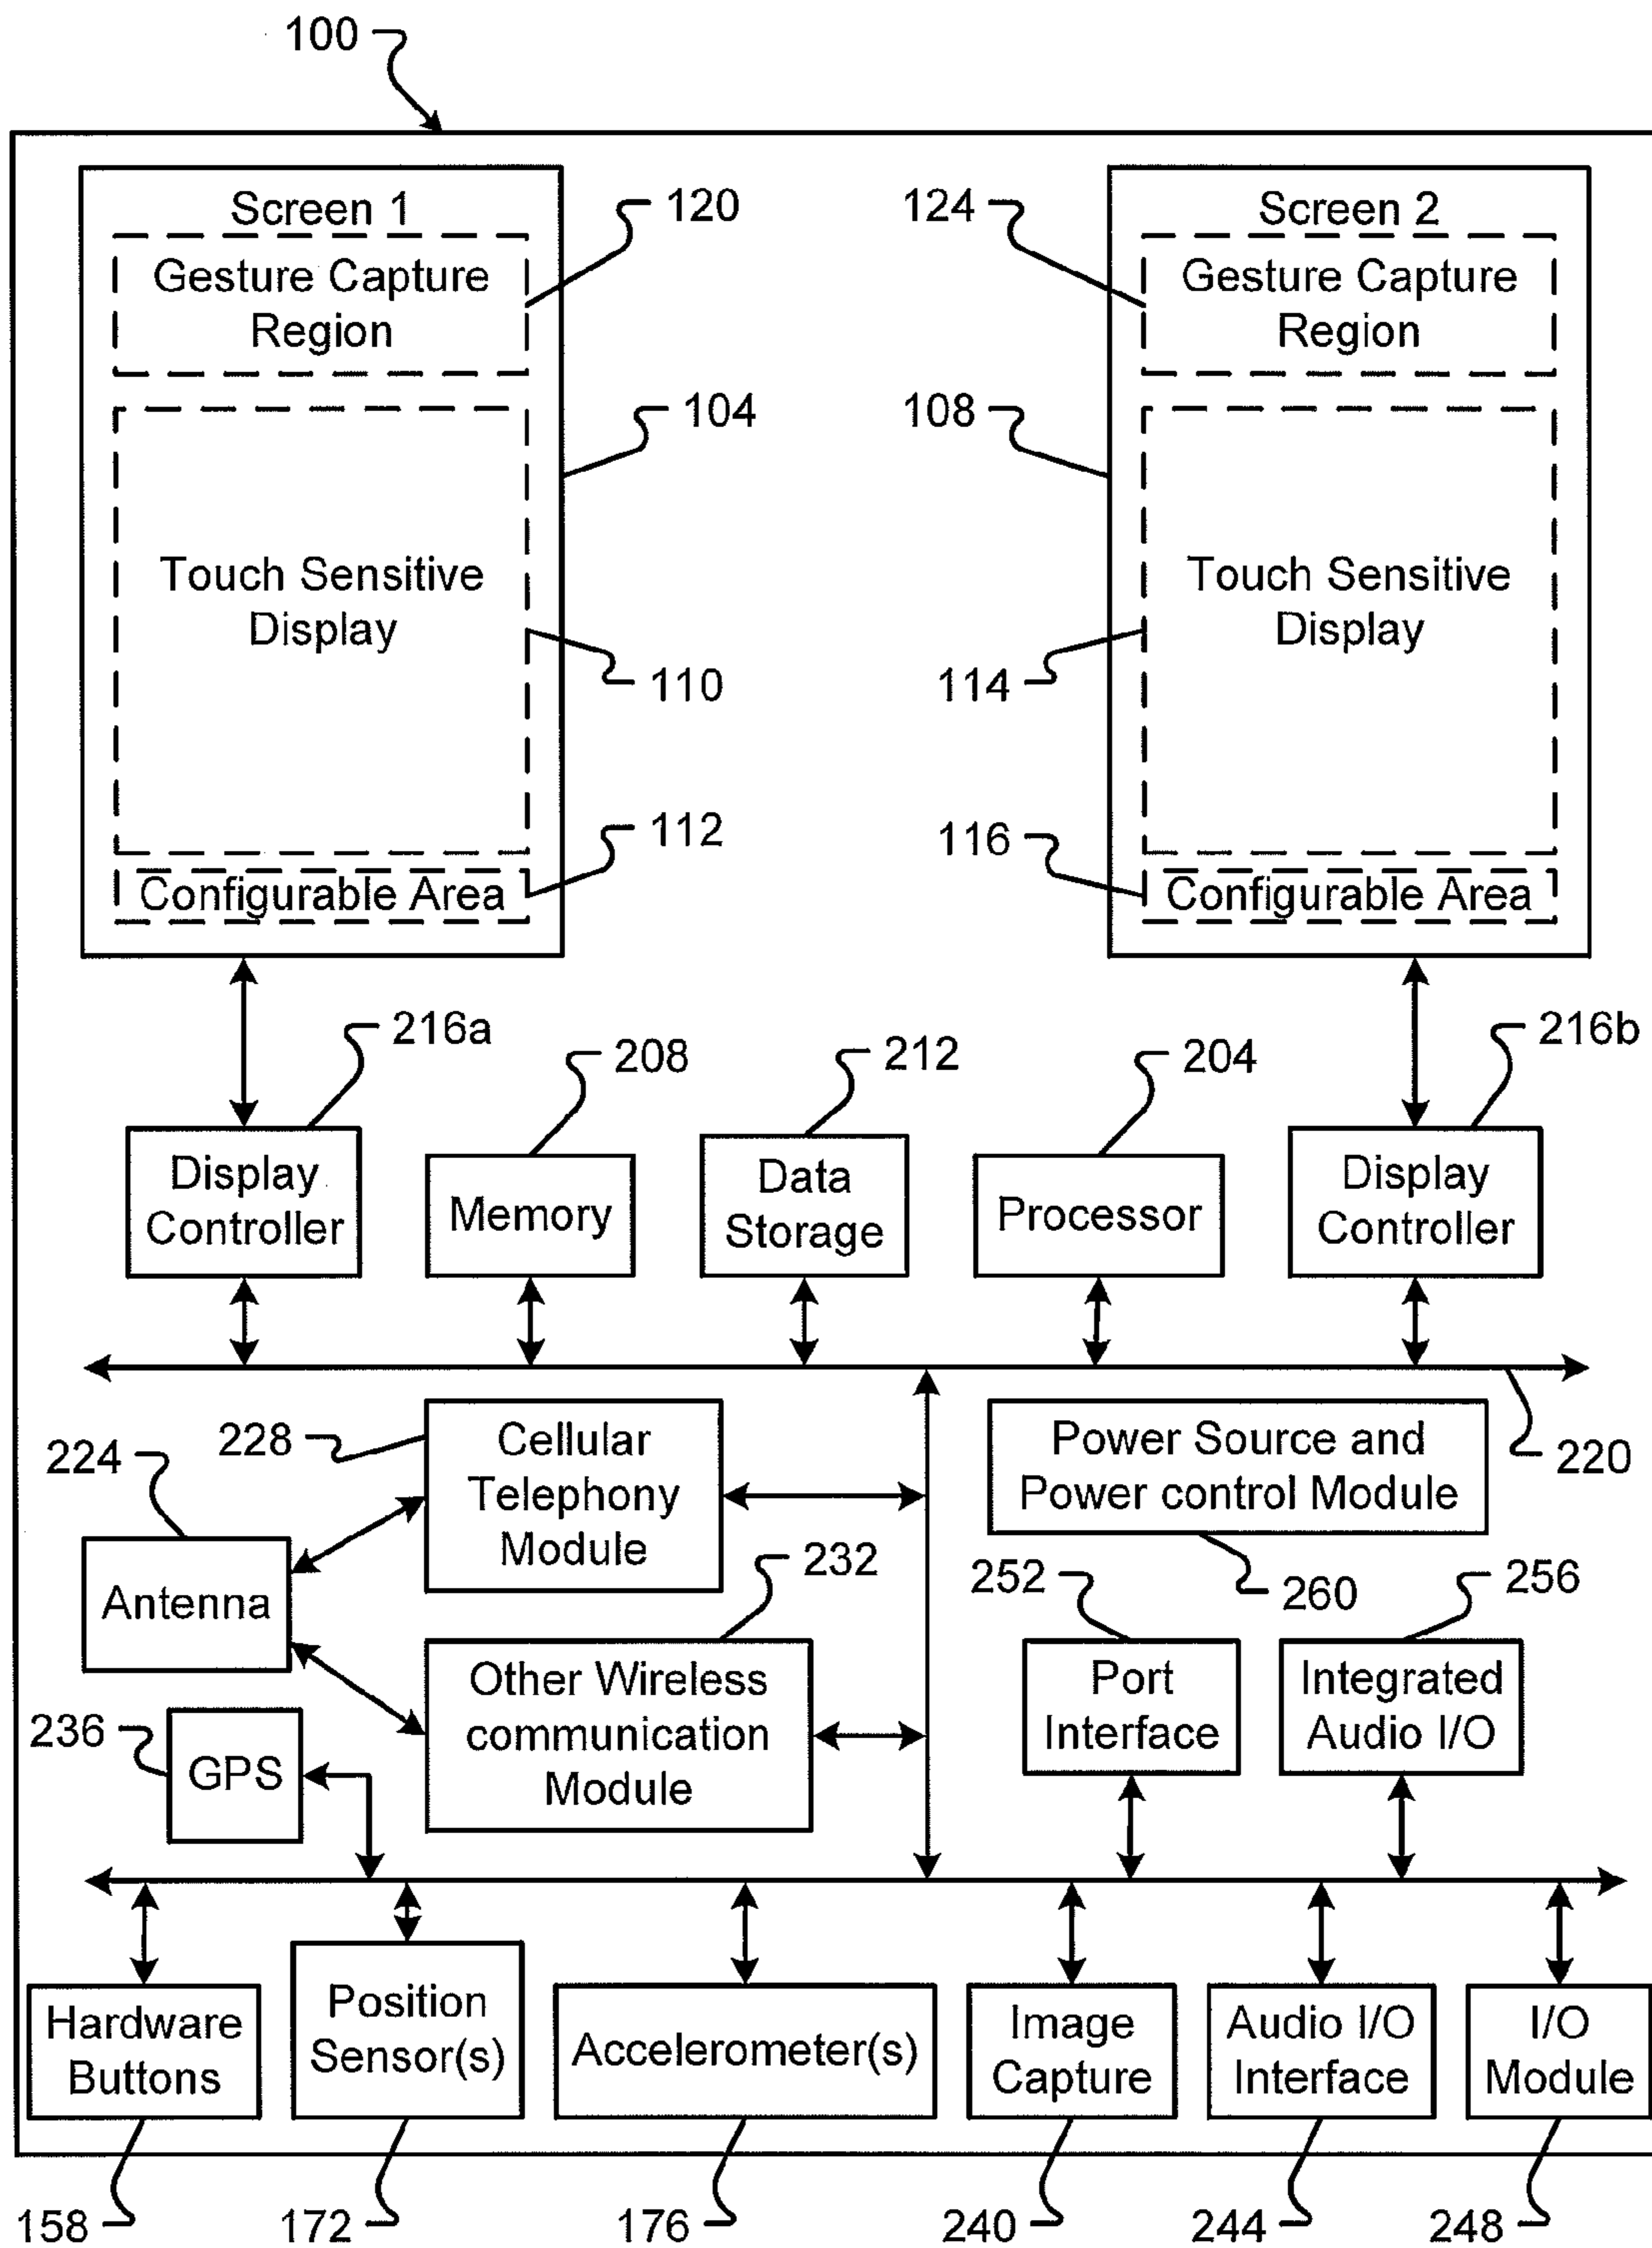 100
Screen 1
Gesture Capture
Region
120
124
Screen 2
Gesture Capture
Region
104
108
Touch Sensitive
Display
110
114
Touch Sensitive
Display
112
Configurable Area
116
Configurable Area
216a
208
212
204
216b
Display
Controller
Memory
Data
Storage
Processor
Display
Controller
220
224
228
Cellular
Telephony
Module
Power Source and
Power control Module
260
Antenna
232
252
256
Other Wireless
communication
Module
Port
Interface
Integrated
Audio I/O
236
GPS
Hardware
Buttons
Position
Sensor(s)
Accelerometer(s)
Image
Capture
Audio I/O
Interface
I/O
Module
158
172
176
240
244
248